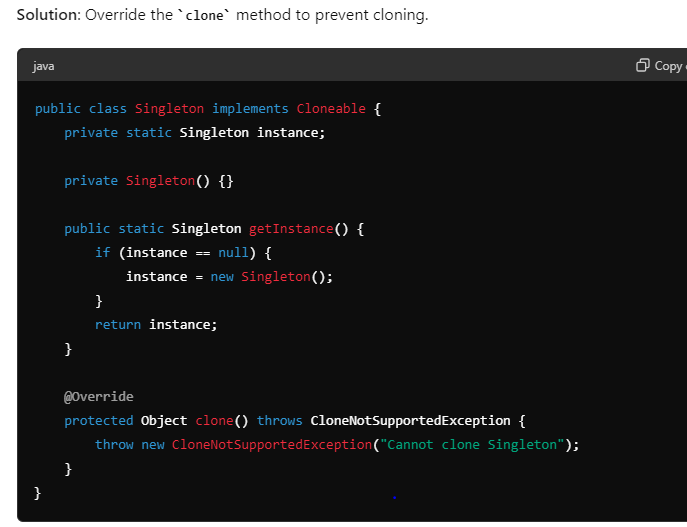 Solution: Override the `clone` method to prevent cloning.
java
Copy
public class Singleton implements Cloneable {
    private static Singleton instance;
    private Singleton() {}
    public static Singleton getInstance() {
        if (instance == null) {
            instance = new Singleton();
        }
        return instance;
    }
    @Override
    protected Object clone() throws CloneNotSupportedException {
        throw new CloneNotSupportedException("Cannot clone Singleton");
    }
}